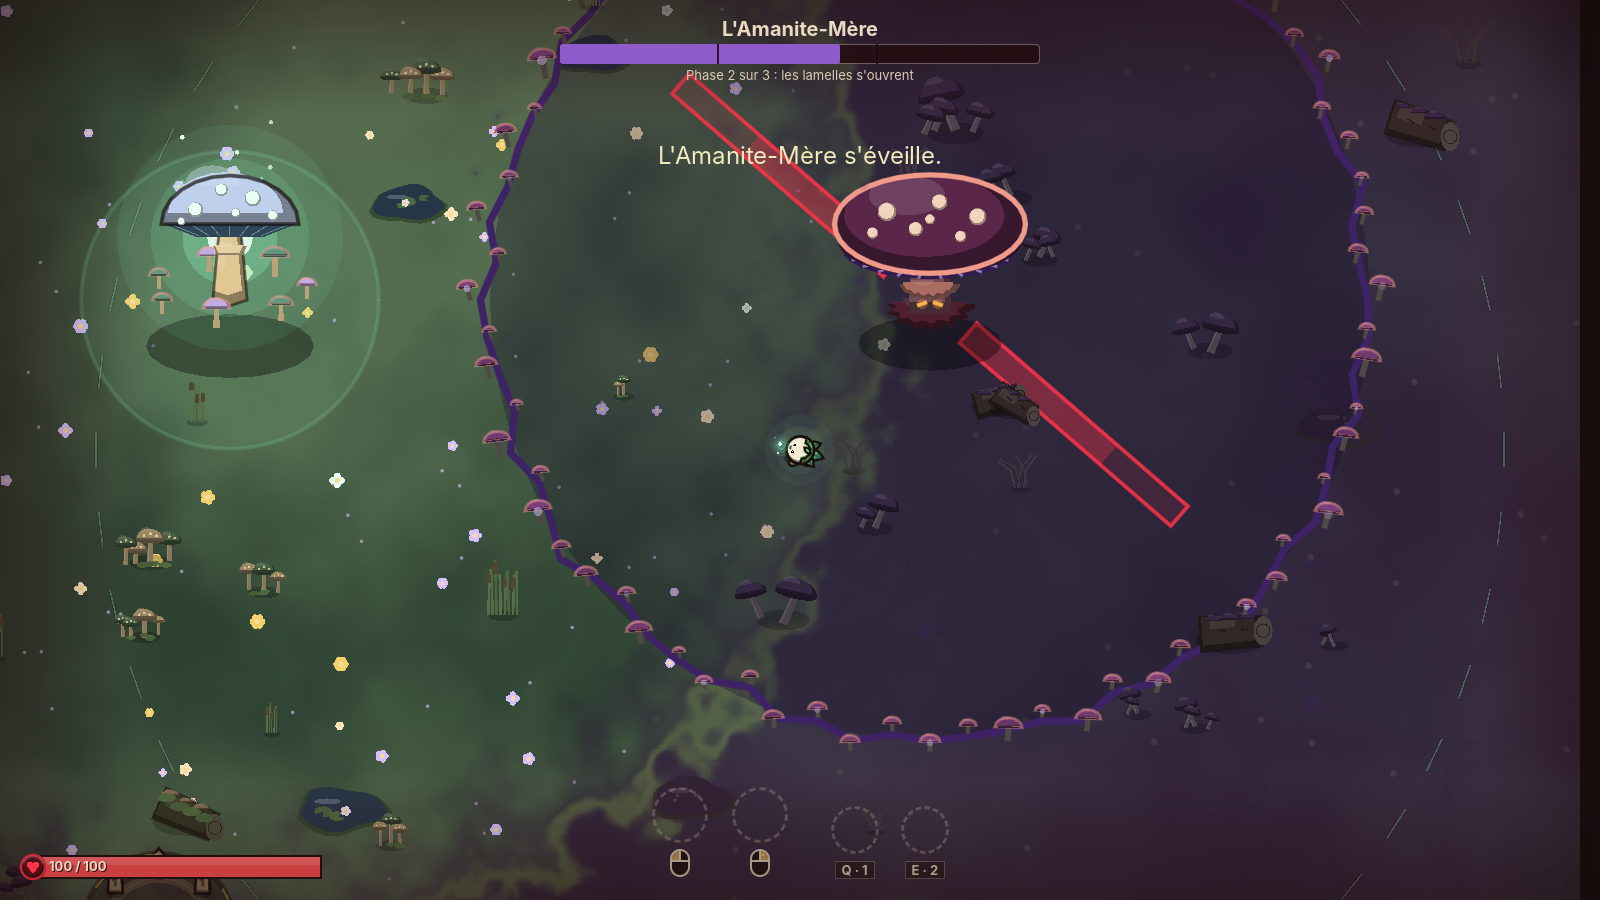 L'Amanite-Mère
Phase 2 sur 3 : les lamelles s'ouvrent
L'Amanite-Mère s'éveille.
100 / 100
Q · 1
E · 2